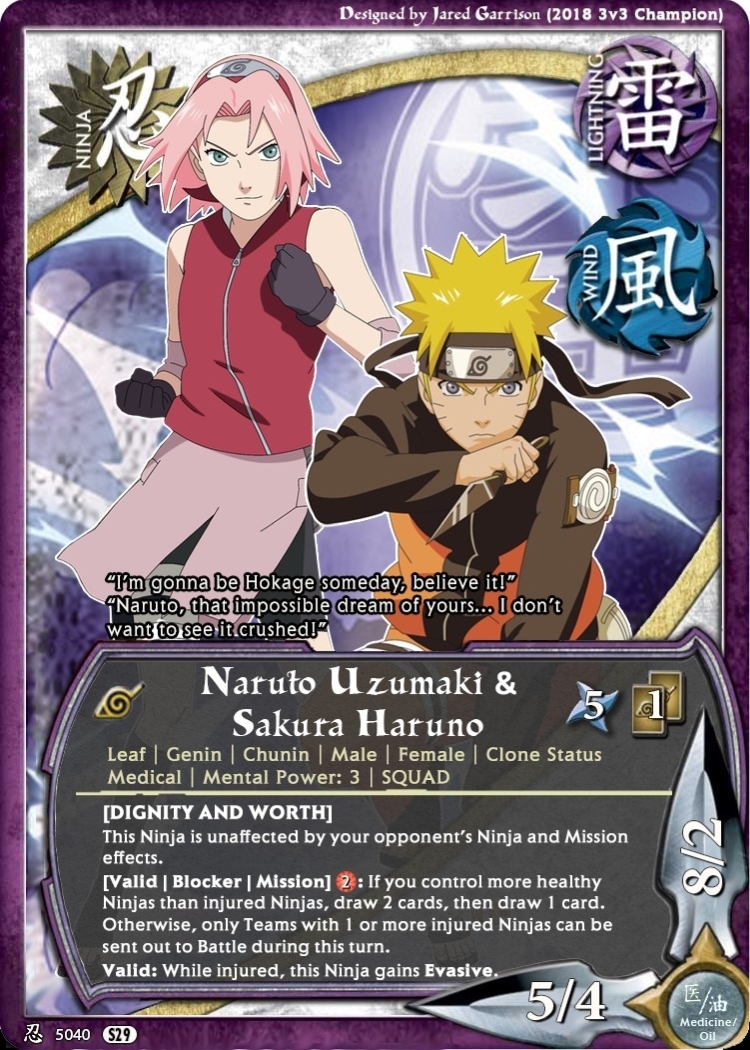 Designed by Jared Garrison (2018 3v3 Champion)
NINJA
忍
LIGHTNING
雷
WIND
風
“I’m gonna be Hokage someday, believe it!”
“Naruto, that impossible dream of yours... I don’t
want to see it crushed!”
Naruto Uzumaki &
Sakura Haruno
5
1
Leaf | Genin | Chunin | Male | Female | Clone Status
Medical | Mental Power: 3 | SQUAD
[DIGNITY AND WORTH]
This Ninja is unaffected by your opponent’s Ninja and Mission
effects.
[Valid | Blocker | Mission] 2 : If you control more healthy
Ninjas than injured Ninjas, draw 2 cards, then draw 1 card.
Otherwise, only Teams with 1 or more injured Ninjas can be
sent out to Battle during this turn.
Valid: While injured, this Ninja gains Evasive.
8/2
5/4
医/油
Medicine/
Oil
忍 5040 S29